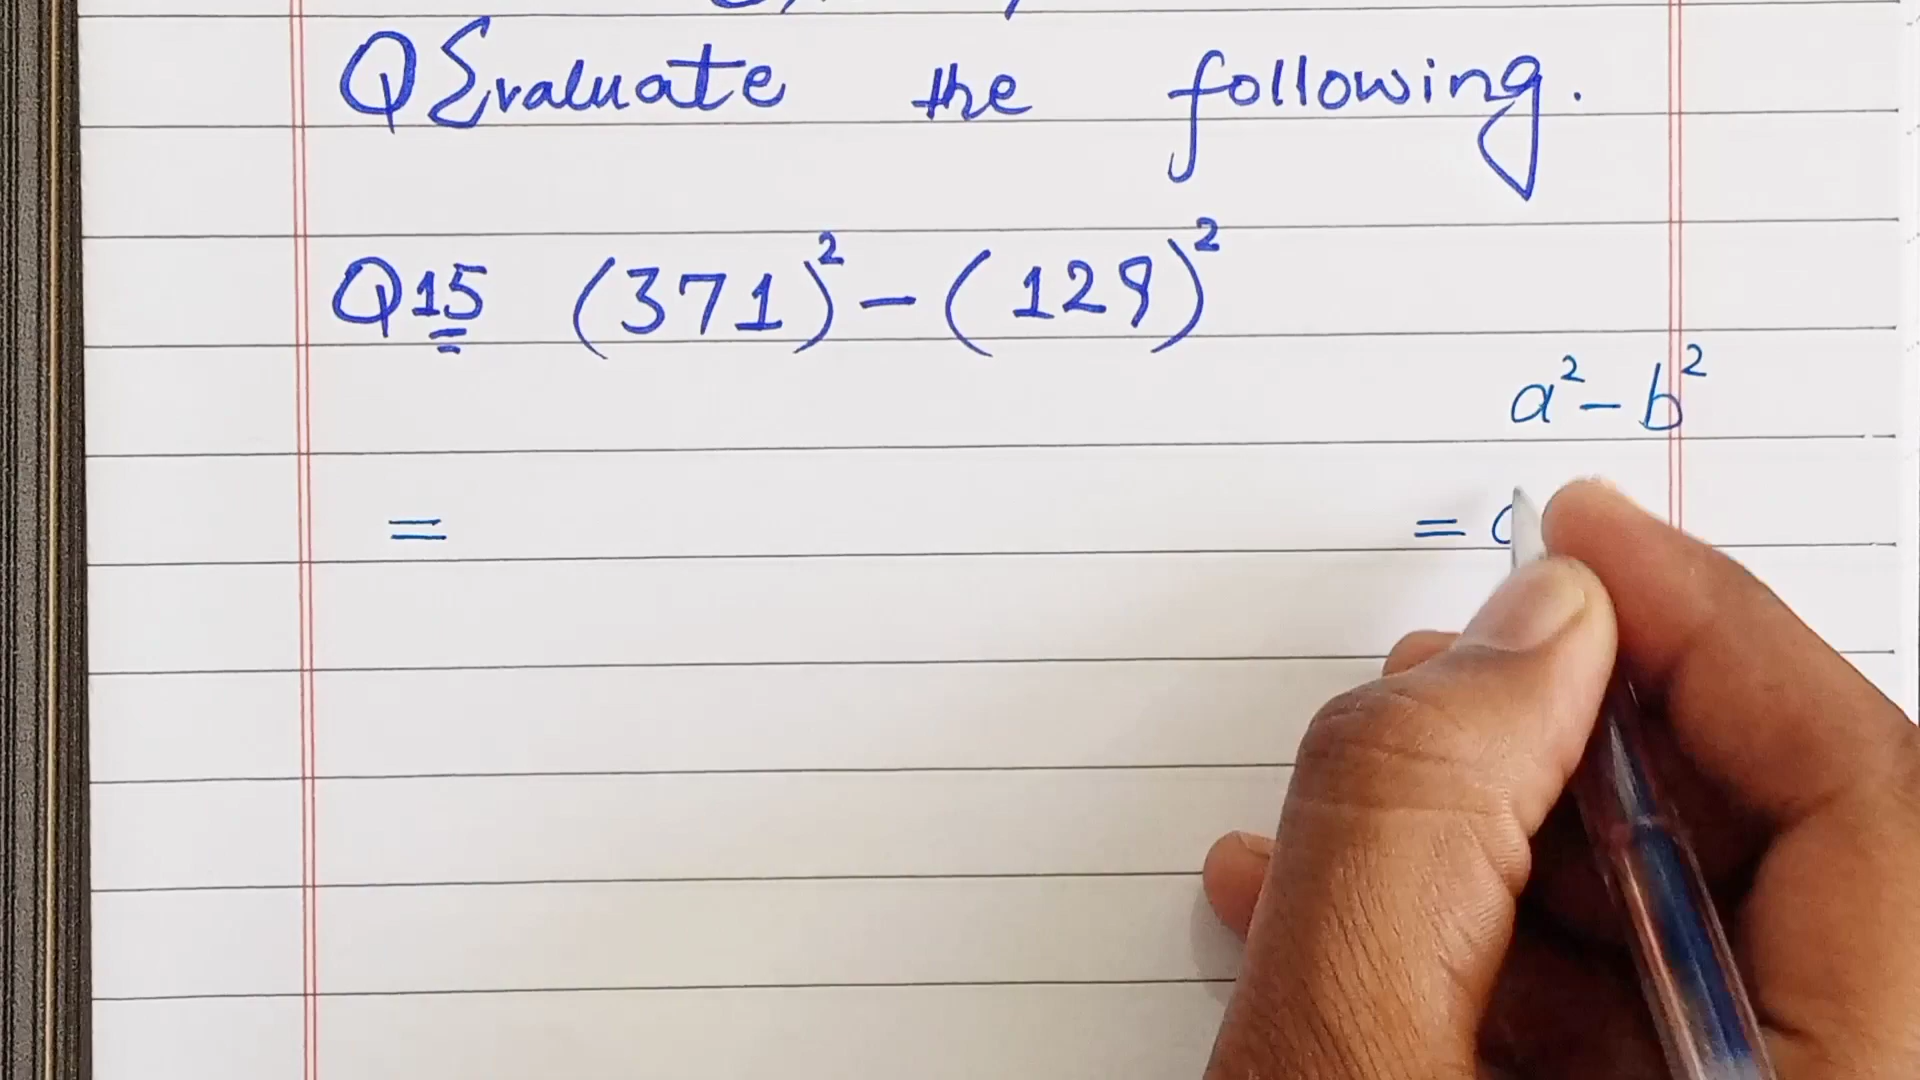 Q Evaluate the following.
Q15 (371)² - (129)²
a² - b²
=
=